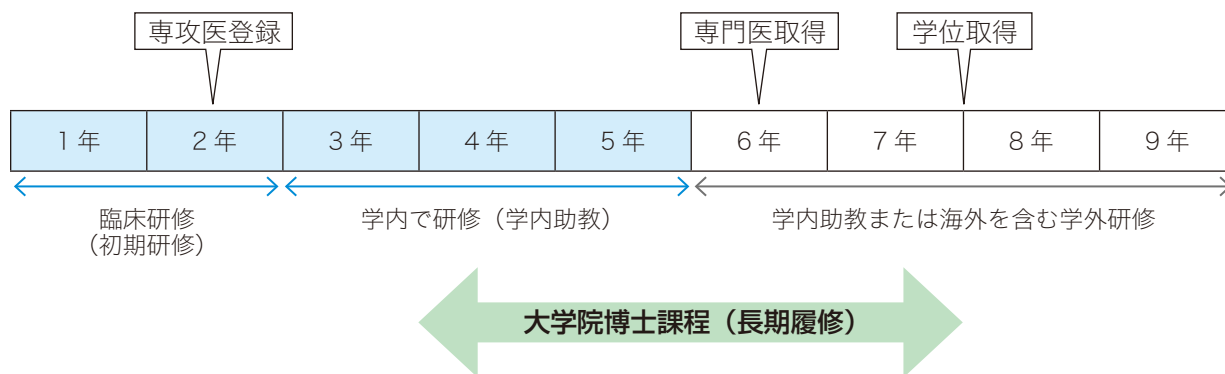 専攻医登録
専門医取得
学位取得
1年
2年
3年
4年
5年
6年
7年
8年
9年
臨床研修
(初期研修)
学内で研修(学内助教)
学内助教または海外を含む学外研修
大学院博士課程(長期履修)